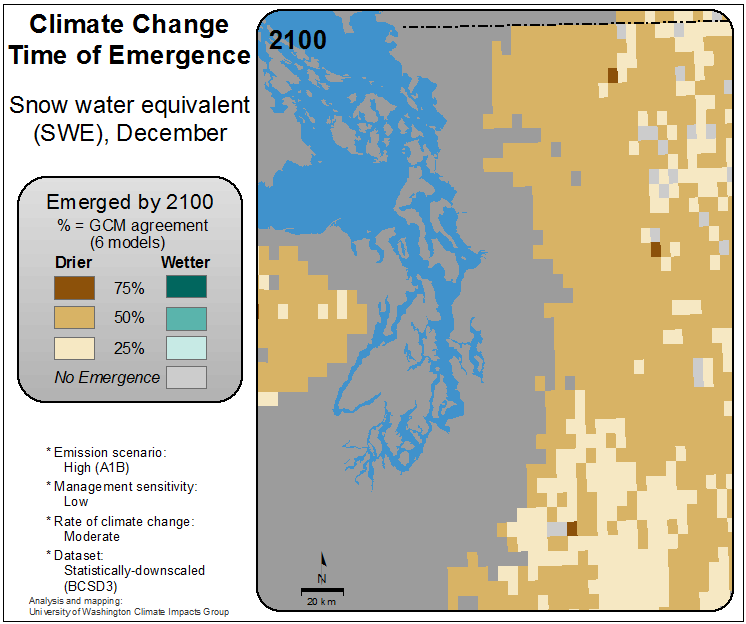 Climate Change
Time of Emergence
Snow water equivalent
(SWE), December
Emerged by 2100
% = GCM agreement
(6 models)
Drier Wetter
75%
50%
25%
No Emergence
* Emission scenario:
High (A1B)
* Management sensitivity:
Low
* Rate of climate change:
Moderate
* Dataset:
Statistically-downscaled
(BCSD3)
Analysis and mapping:
University of Washington Climate Impacts Group
2100
N
20 km